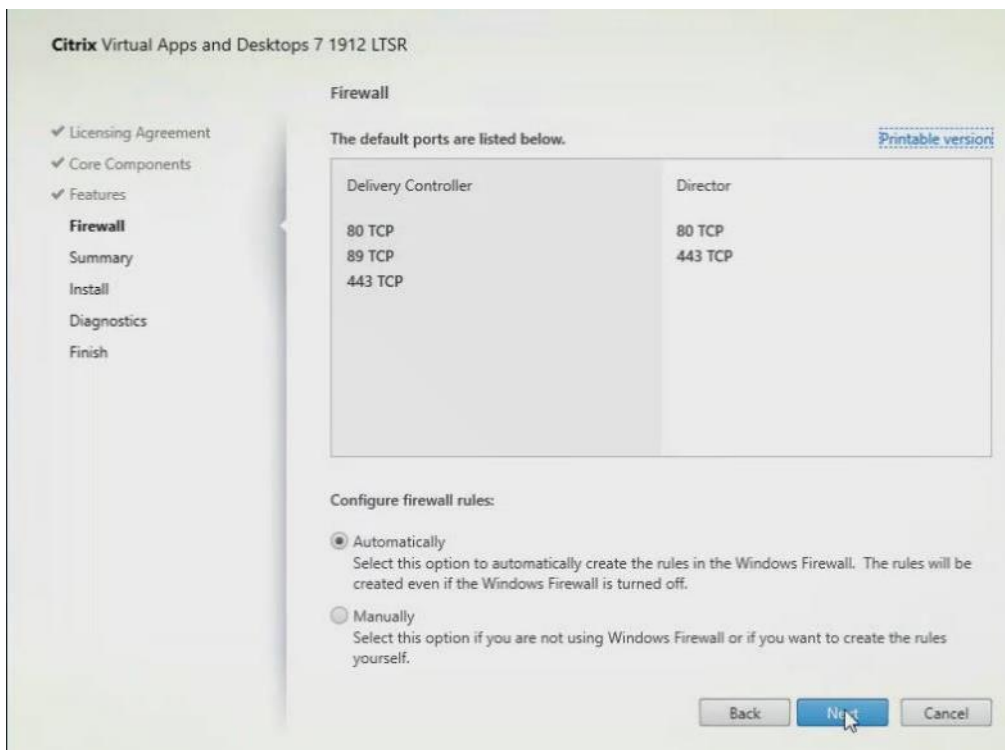 Citrix Virtual Apps and Desktops 7 1912 LTSR
Firewall
Licensing Agreement
Core Components
Features
Firewall
Summary
Install
Diagnostics
Finish
The default ports are listed below.
Printable version
Delivery Controller
80 TCP
89 TCP
443 TCP
Director
80 TCP
443 TCP
Configure firewall rules:
Automatically
Select this option to automatically create the rules in the Windows Firewall. The rules will be
created even if the Windows Firewall is turned off.
Manually
Select this option if you are not using Windows Firewall or if you want to create the rules
yourself.
Back
Next
Cancel